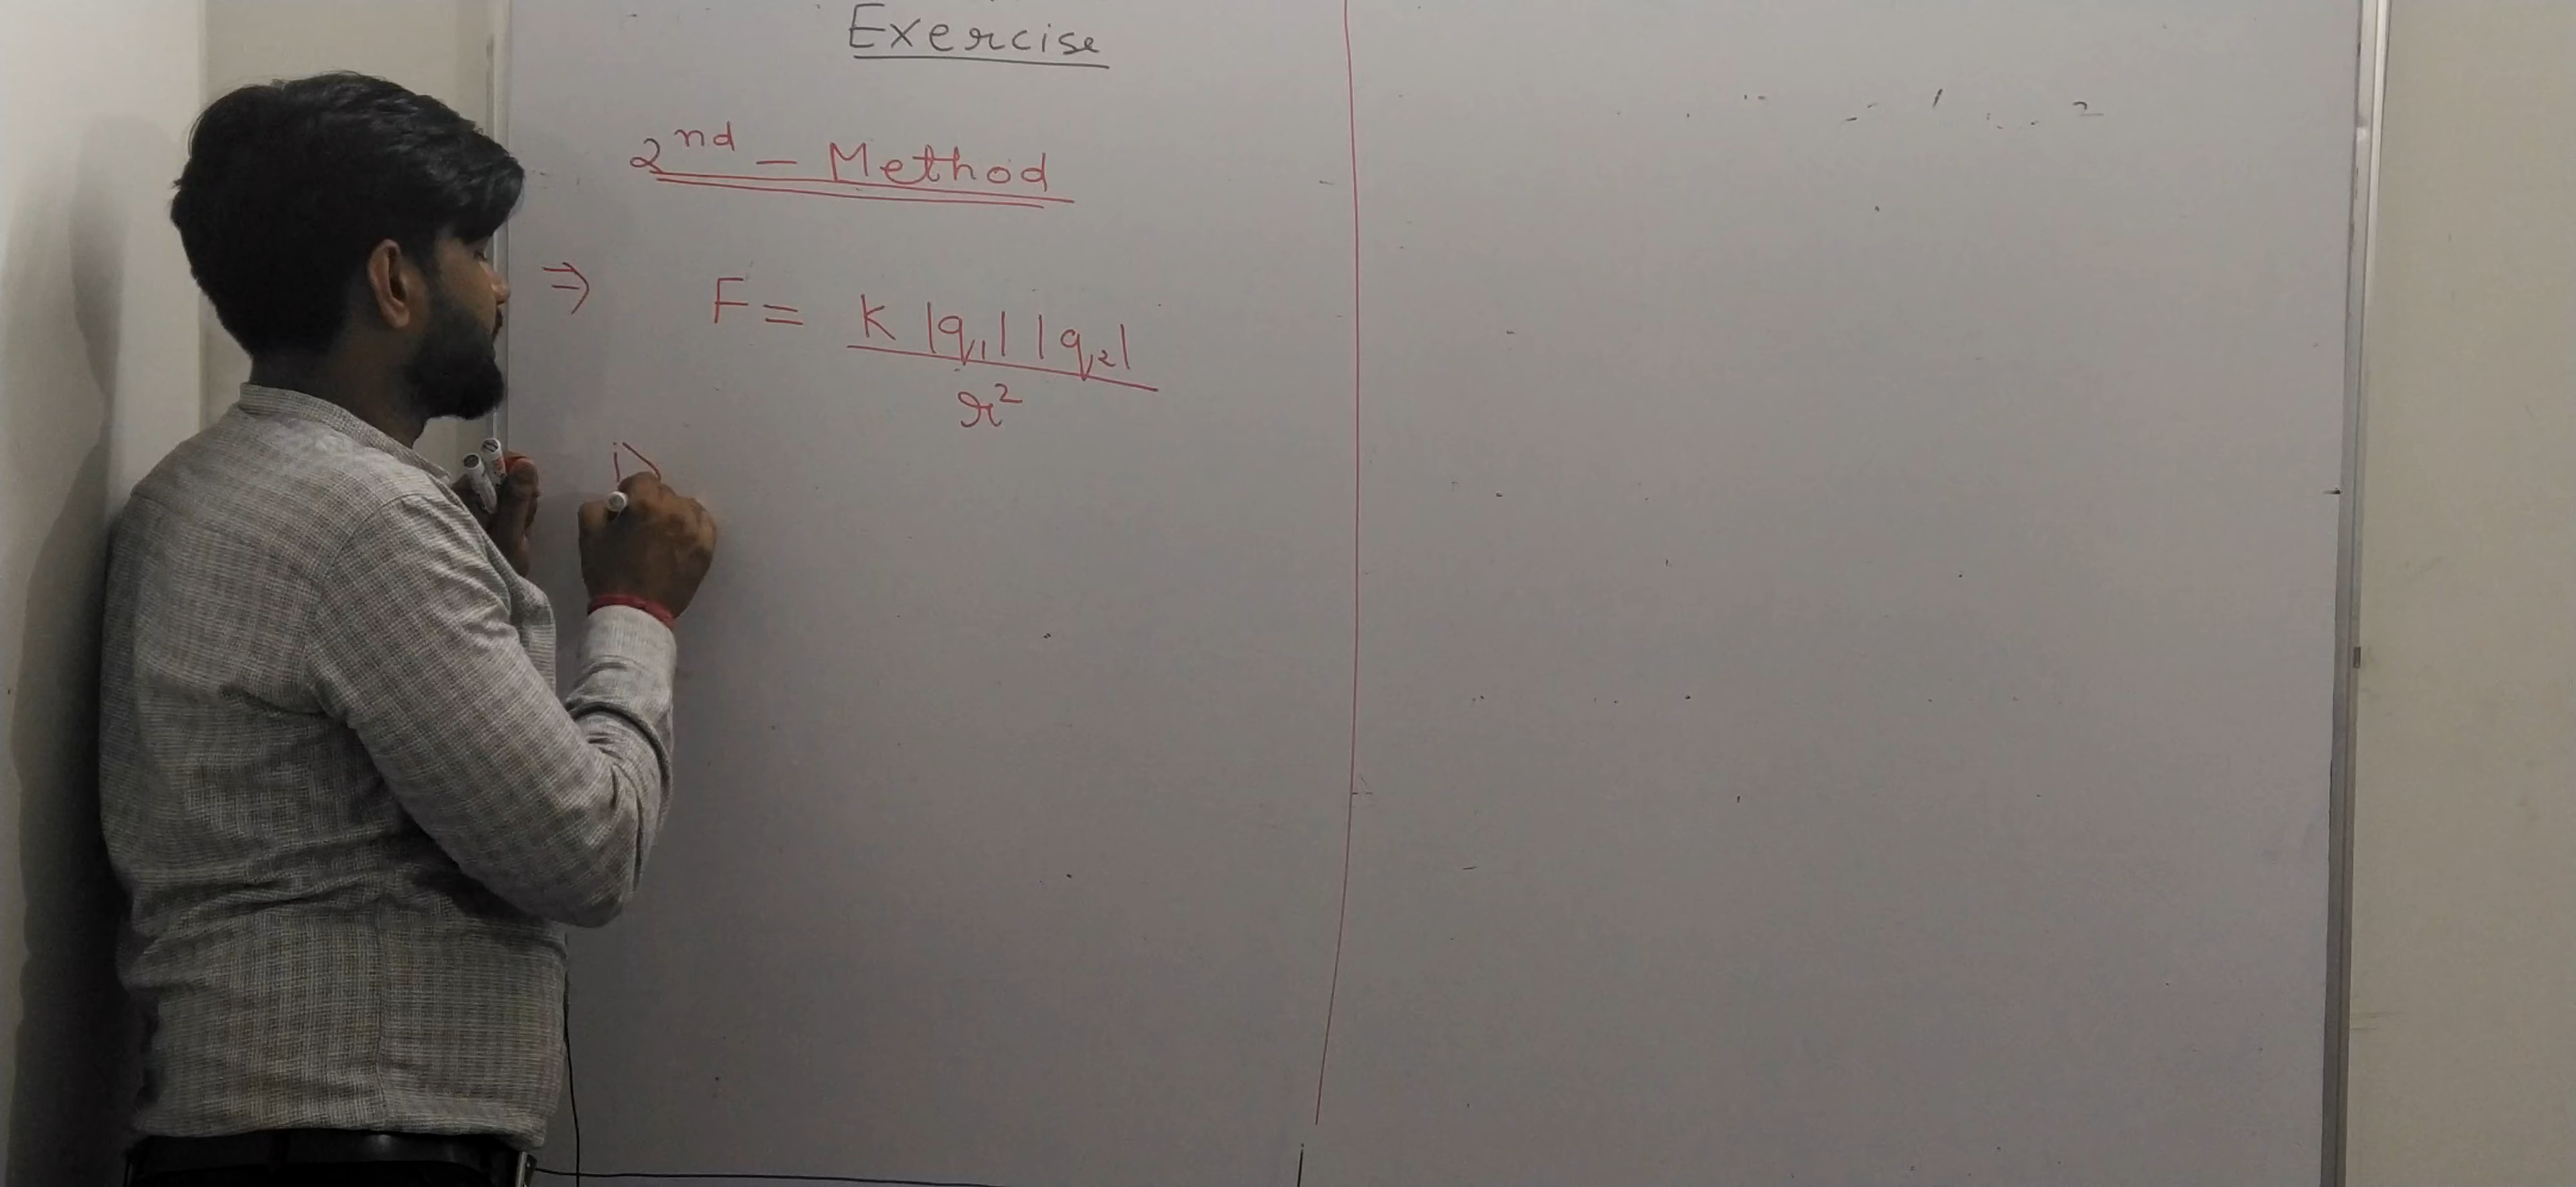 Exercise
2nd - Method
⇒ F = K |q1| |q2|
r²
i)